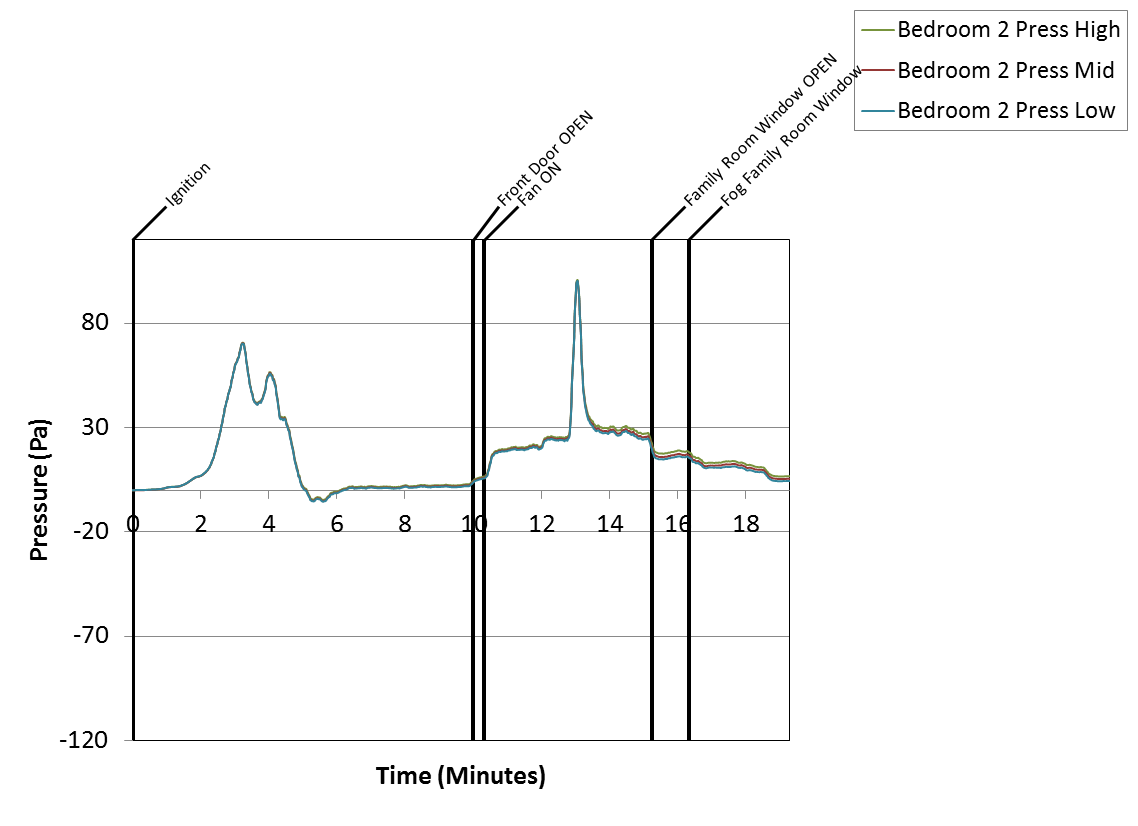 Bedroom 2 Press High
Bedroom 2 Press Mid
Bedroom 2 Press Low
Ignition
Front Door OPEN
Fan ON
Family Room Window OPEN
Fog Family Room Window
80
30
-20
-70
-120
0 2 4 6 8 10 12 14 16 18
Pressure (Pa)
Time (Minutes)